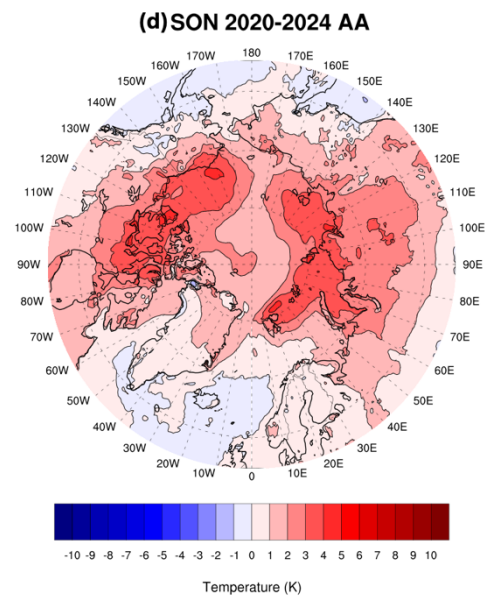 (d) SON 2020-2024 AA
180
170W 170E
160W 160E
150W 150E
140W 140E
130W 130E
120W 120E
110W 110E
100W 100E
90W 90E
80W 80E
70W 70E
60W 60E
50W 50E
40W 40E
30W 30E
20W 20E
10W 10E
0
-10 -9 -8 -7 -6 -5 -4 -3 -2 -1 0 1 2 3 4 5 6 7 8 9 10
Temperature (K)